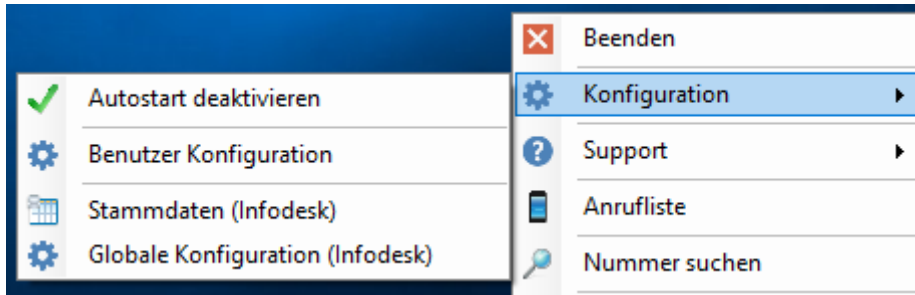 Beenden
Konfiguration
Support
Anrufliste
Nummer suchen
Autostart deaktivieren
Benutzer Konfiguration
Stammdaten (Infodesk)
Globale Konfiguration (Infodesk)